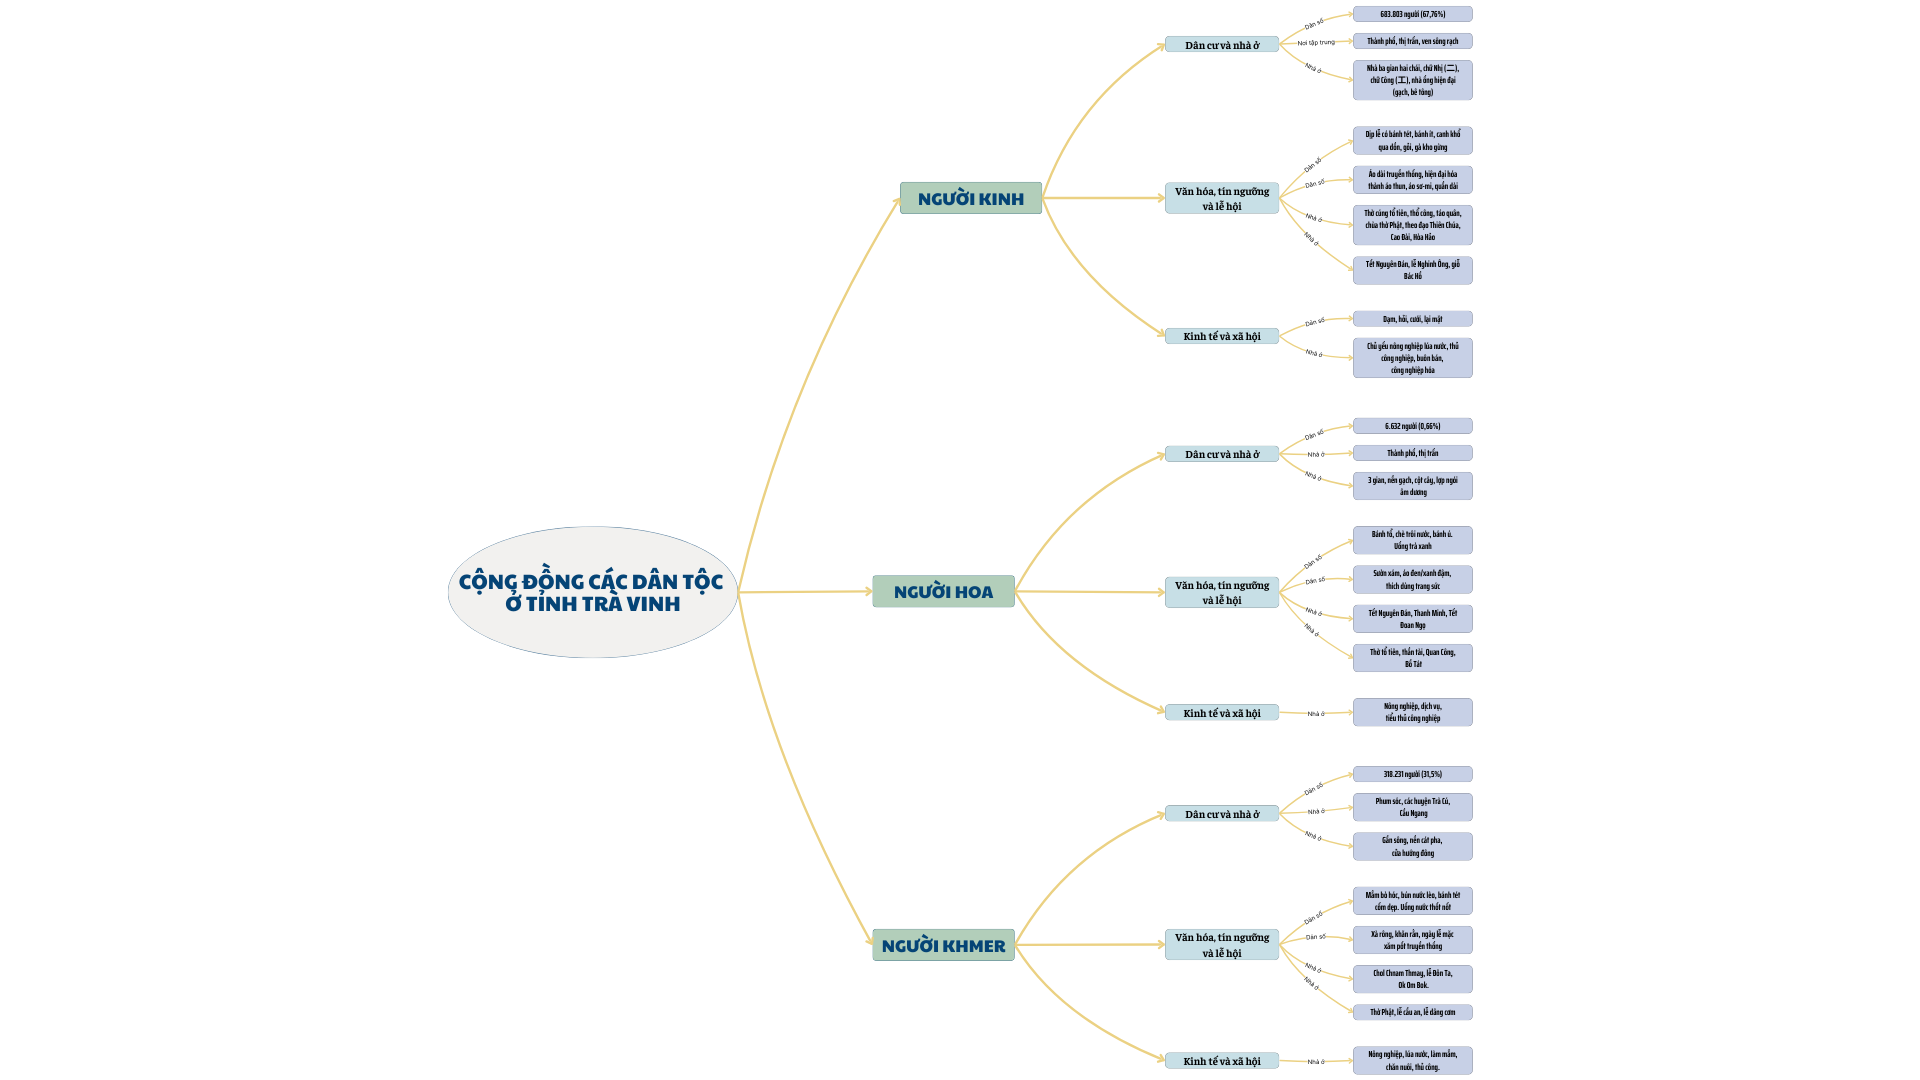 CỘNG ĐỒNG CÁC DÂN TỘC
Ở TỈNH TRÀ VINH
NGƯỜI KINH
Dân cư và nhà ở
Dân số
603.803 người (67,76%)
Nơi tập trung
Thành phố, thị trấn, ven sông rạch
Nhà ở
Nhà ba gian hai chái, chữ Nhị (二),
chữ Công (工), nhà ống hiện đại
(gạch, bê tông)
Văn hóa, tín ngưỡng
và lễ hội
Dân số
Dịp lễ có bánh tét, bánh ít, canh khổ
qua dồn, gỏi, gà kho gừng
Dân số
Áo dài truyền thống, hiện đại hóa
thành áo thun, áo sơ-mi, quần dài
Nhà ở
Thờ cúng tổ tiên, thổ công, táo quân,
chùa thờ Phật, theo đạo Thiên Chúa,
Cao Đài, Hòa Hảo
Nhà ở
Tết Nguyên Đán, lễ Nghinh Ông, giỗ
Bác Hồ
Kinh tế và xã hội
Dân số
Dạm, hỏi, cưới, lại mặt
Nhà ở
Chủ yếu nông nghiệp lúa nước, thủ
công nghiệp, buôn bán,
công nghiệp hóa
NGƯỜI HOA
Dân cư và nhà ở
Dân số
6.632 người (0,66%)
Nhà ở
Thành phố, thị trấn
Nhà ở
3 gian, nền gạch, cột cây, lợp ngói
âm dương
Văn hóa, tín ngưỡng
và lễ hội
Dân số
Bánh tổ, chè trôi nước, bánh ú.
Uống trà xanh
Dân số
Sườn xám, áo đen/xanh đậm,
thích dùng trang sức
Nhà ở
Tết Nguyên Đán, Thanh Minh, Tết
Đoan Ngọ
Nhà ở
Thờ tổ tiên, thần tài, Quan Công,
Bồ Tát
Kinh tế và xã hội
Nhà ở
Nông nghiệp, dịch vụ,
tiểu thủ công nghiệp
NGƯỜI KHMER
Dân cư và nhà ở
Dân số
318.231 người (31,5%)
Nhà ở
Phum sóc, các huyện Trà Cú,
Cầu Ngang
Nhà ở
Gần sông, nền cát pha,
cửa hướng đông
Văn hóa, tín ngưỡng
và lễ hội
Dân số
Mắm bò hóc, bún nước lèo, bánh tét
cốm dẹp. Uống nước thốt nốt
Dân số
Xà rông, khăn rằn, ngày lễ mặc
xăm pốt truyền thống
Nhà ở
Chol Chnam Thmay, lễ Đôn Ta,
Ok Om Bok.
Nhà ở
Thờ Phật, lễ cầu an, lễ dâng cơm
Kinh tế và xã hội
Nhà ở
Nông nghiệp, lúa nước, làm mắm,
chăn nuôi, thủ công.